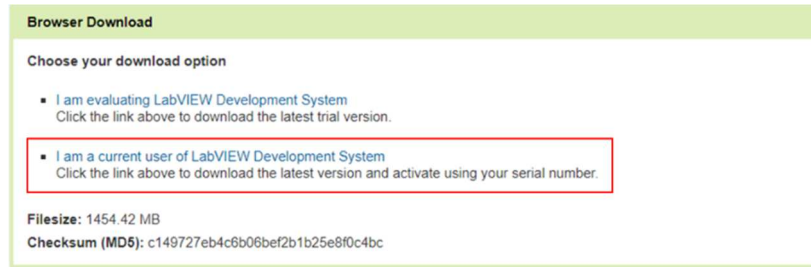 Browser Download
Choose your download option
I am evaluating LabVIEW Development System
Click the link above to download the latest trial version.
I am a current user of LabVIEW Development System
Click the link above to download the latest version and activate using your serial number.
Filesize: 1454.42 MB
Checksum (MD5): c149727eb4c6b06bef2b1b25e8f0c4bc